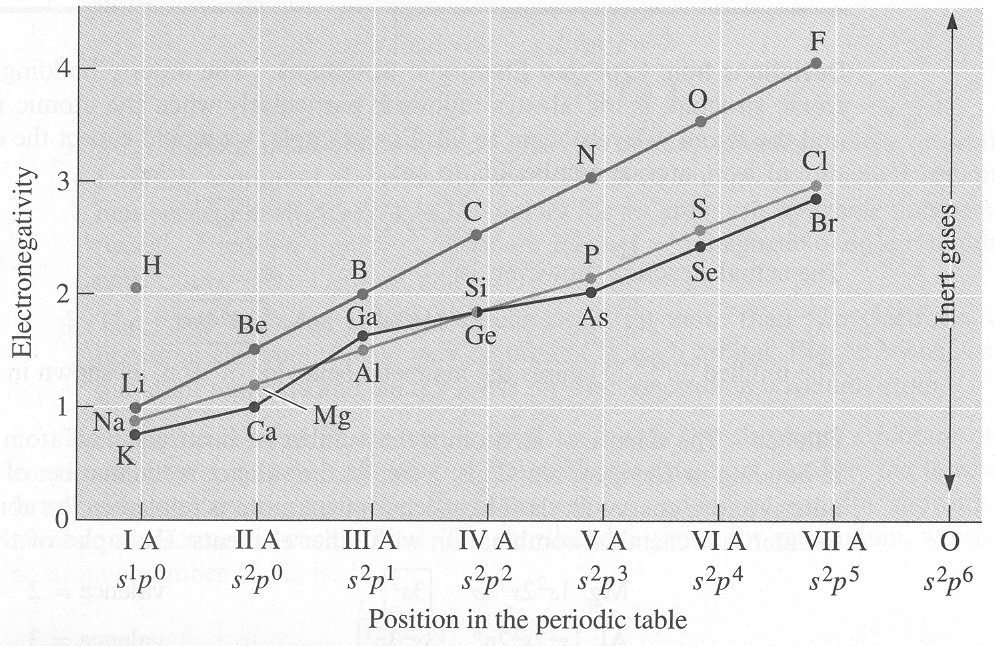 F
4
O
N
Cl
3
C
S
Br
P
H
Se
B
Si
2
Ga
Be
As
Ge
Al
Li
1
Na
Mg
Ca
K
0
Electronegativity
Inert gases
I A II A III A IV A V A VI A VII A O
s¹p⁰ s²p⁰ s²p¹ s²p² s²p³ s²p⁴ s²p⁵ s²p⁶
Position in the periodic table